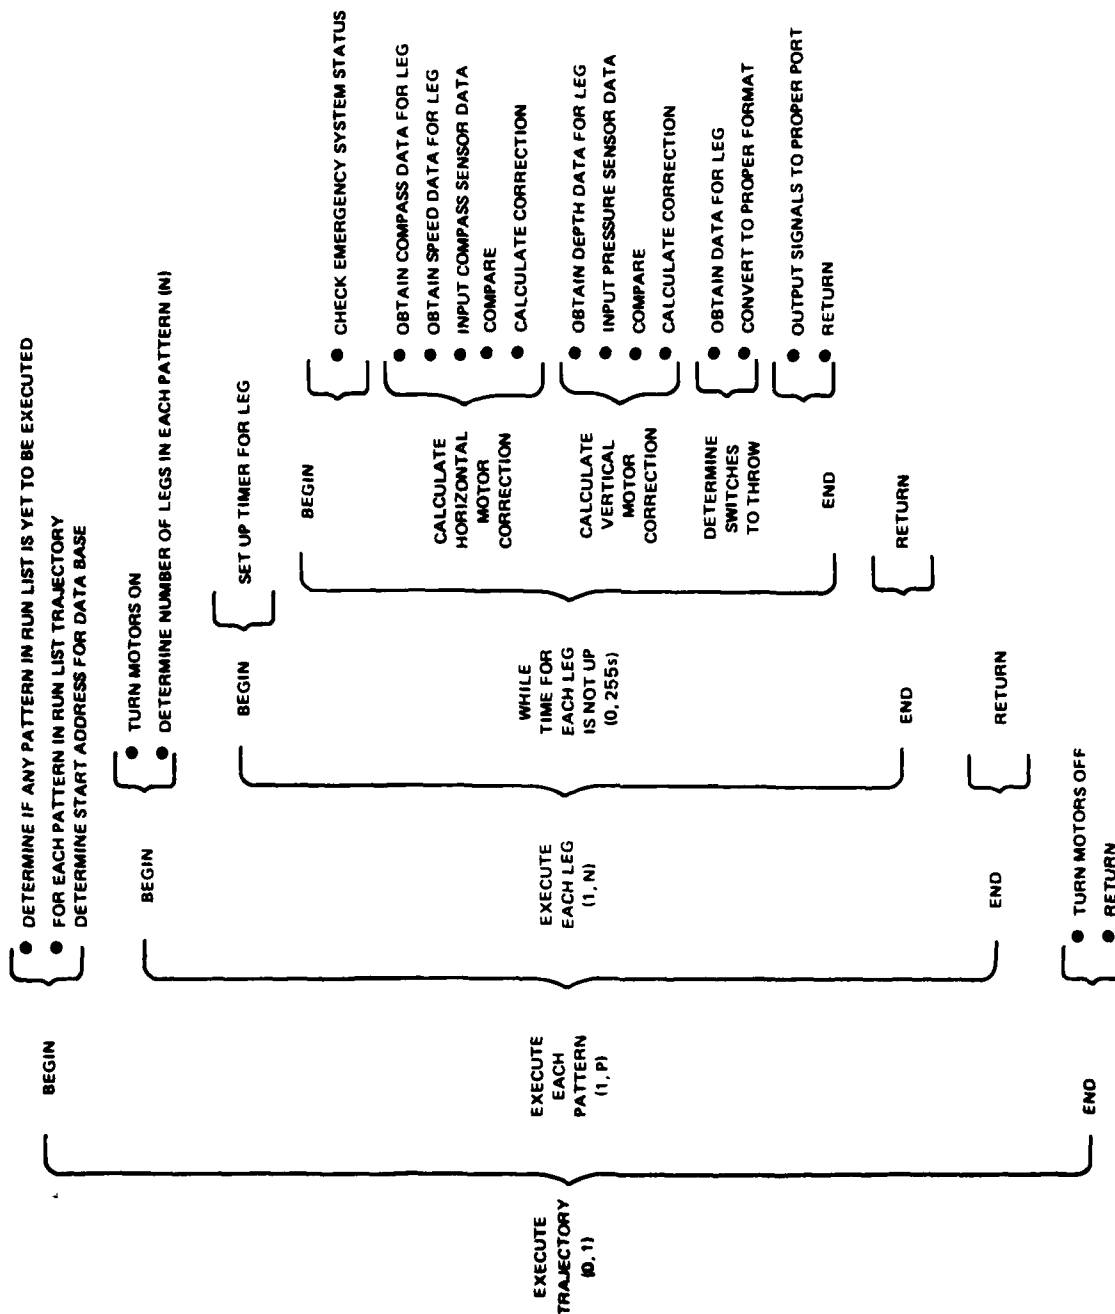 EXECUTE
TRAJECTORY
(0, 1)
BEGIN
DETERMINE IF ANY PATTERN IN RUN LIST IS YET TO BE EXECUTED
FOR EACH PATTERN IN RUN LIST TRAJECTORY
DETERMINE START ADDRESS FOR DATA BASE
EXECUTE
EACH
PATTERN
(1, P)
BEGIN
TURN MOTORS ON
DETERMINE NUMBER OF LEGS IN EACH PATTERN (N)
EXECUTE
EACH LEG
(1, N)
BEGIN
SET UP TIMER FOR LEG
WHILE
TIME FOR
EACH LEG
IS NOT UP
(0, 255s)
BEGIN
CHECK EMERGENCY SYSTEM STATUS
CALCULATE
HORIZONTAL
MOTOR
CORRECTION
OBTAIN COMPASS DATA FOR LEG
OBTAIN SPEED DATA FOR LEG
INPUT COMPASS SENSOR DATA
COMPARE
CALCULATE CORRECTION
CALCULATE
VERTICAL
MOTOR
CORRECTION
OBTAIN DEPTH DATA FOR LEG
INPUT PRESSURE SENSOR DATA
COMPARE
CALCULATE CORRECTION
DETERMINE
SWITCHES
TO THROW
OBTAIN DATA FOR LEG
CONVERT TO PROPER FORMAT
END
OUTPUT SIGNALS TO PROPER PORT
RETURN
END
RETURN
END
RETURN
END
TURN MOTORS OFF
RETURN